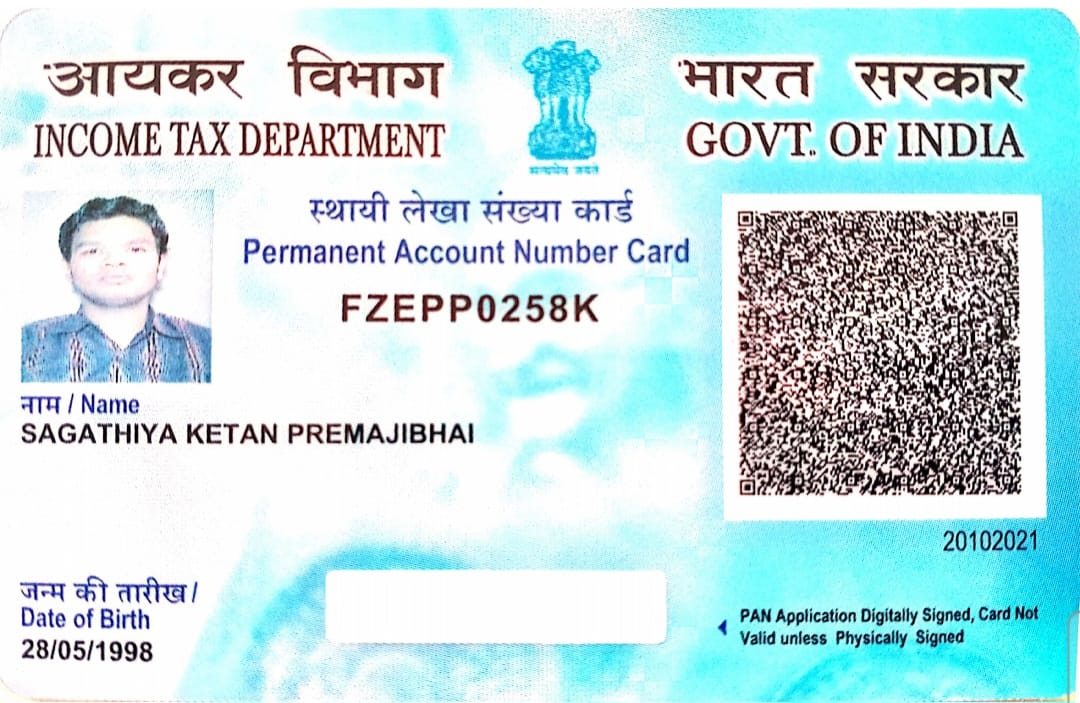 आयकर विभाग
INCOME TAX DEPARTMENT
भारत सरकार
GOVT. OF INDIA
सत्यमेव जयते
स्थायी लेखा संख्या कार्ड
Permanent Account Number Card
FZEPP0258K
नाम / Name
SAGATHIYA KETAN PREMAJIBHAI
20102021
जन्म की तारीख /
Date of Birth
28/05/1998
PAN Application Digitally Signed, Card Not
Valid unless Physically Signed